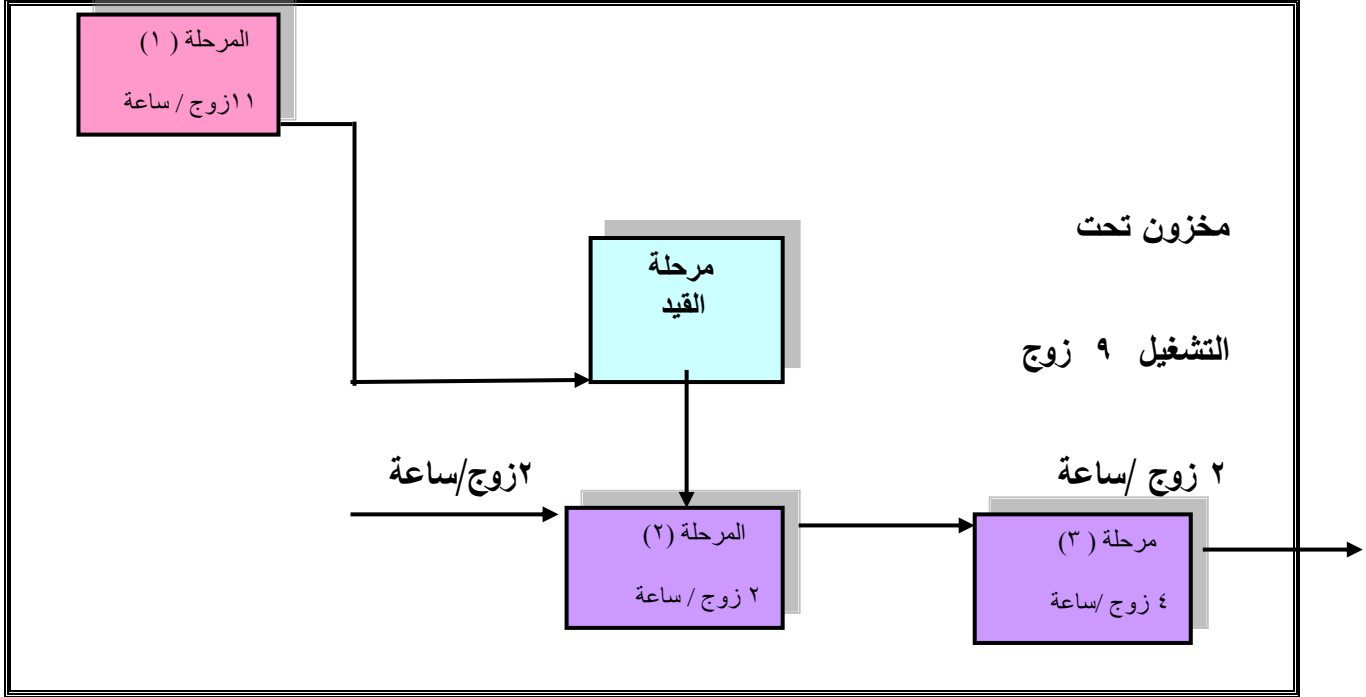 المرحلة ( ١)
١١زوج / ساعة
مرحلة
القيد
مخزون تحت
التشغيل ٩ زوج
٢زوج/ساعة
٢ زوج /ساعة
المرحلة (٢)
٢ زوج / ساعة
مرحلة ( ٣)
٤ زوج /ساعة